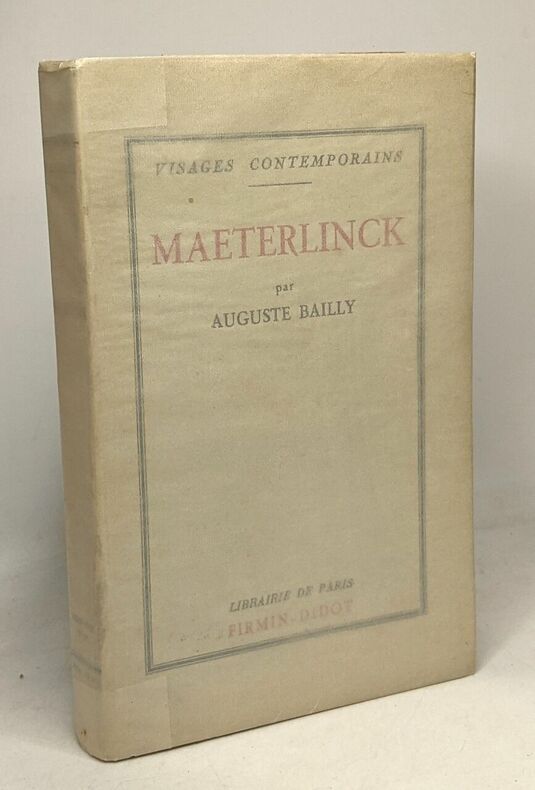 VISAGES CONTEMPORAINS
MAETERLINCK
par
AUGUSTE BAILLY
LIBRAIRIE DE PARIS
FIRMIN-DIDOT